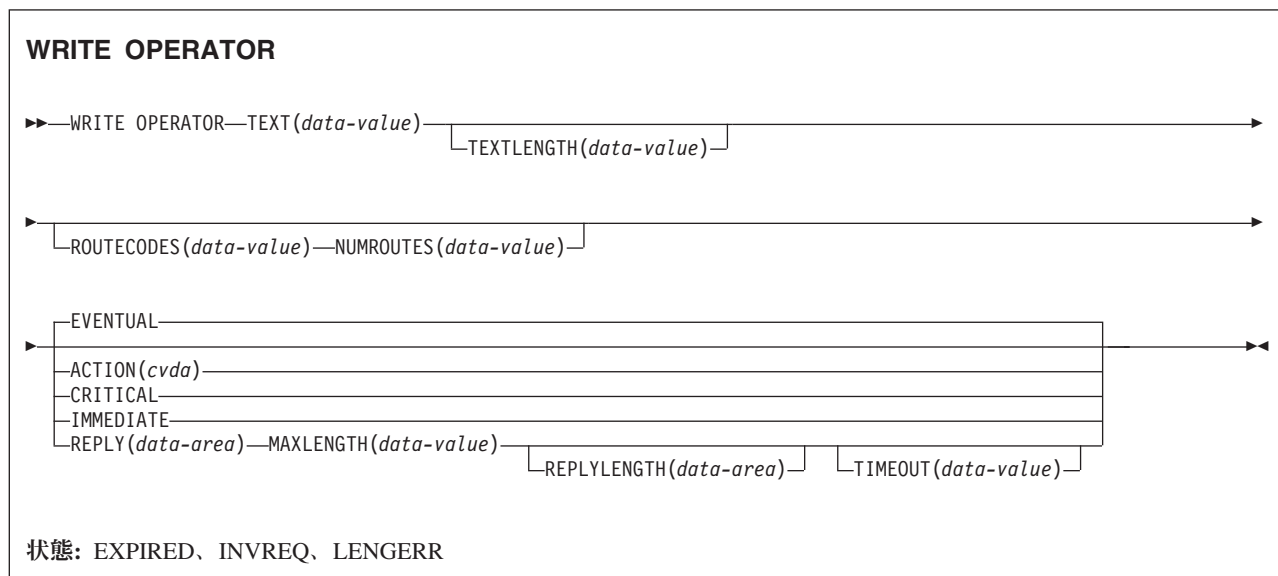 WRITE OPERATOR
WRITE OPERATOR TEXT(data-value)
TEXTLENGTH(data-value)
ROUTECODES(data-value) NUMROUTES(data-value)
EVENTUAL
ACTION(cvda)
CRITICAL
IMMEDIATE
REPLY(data-area) MAXLENGTH(data-value)
REPLYLENGTH(data-area) TIMEOUT(data-value)
状態: EXPIRED、INVREQ、LENGERR